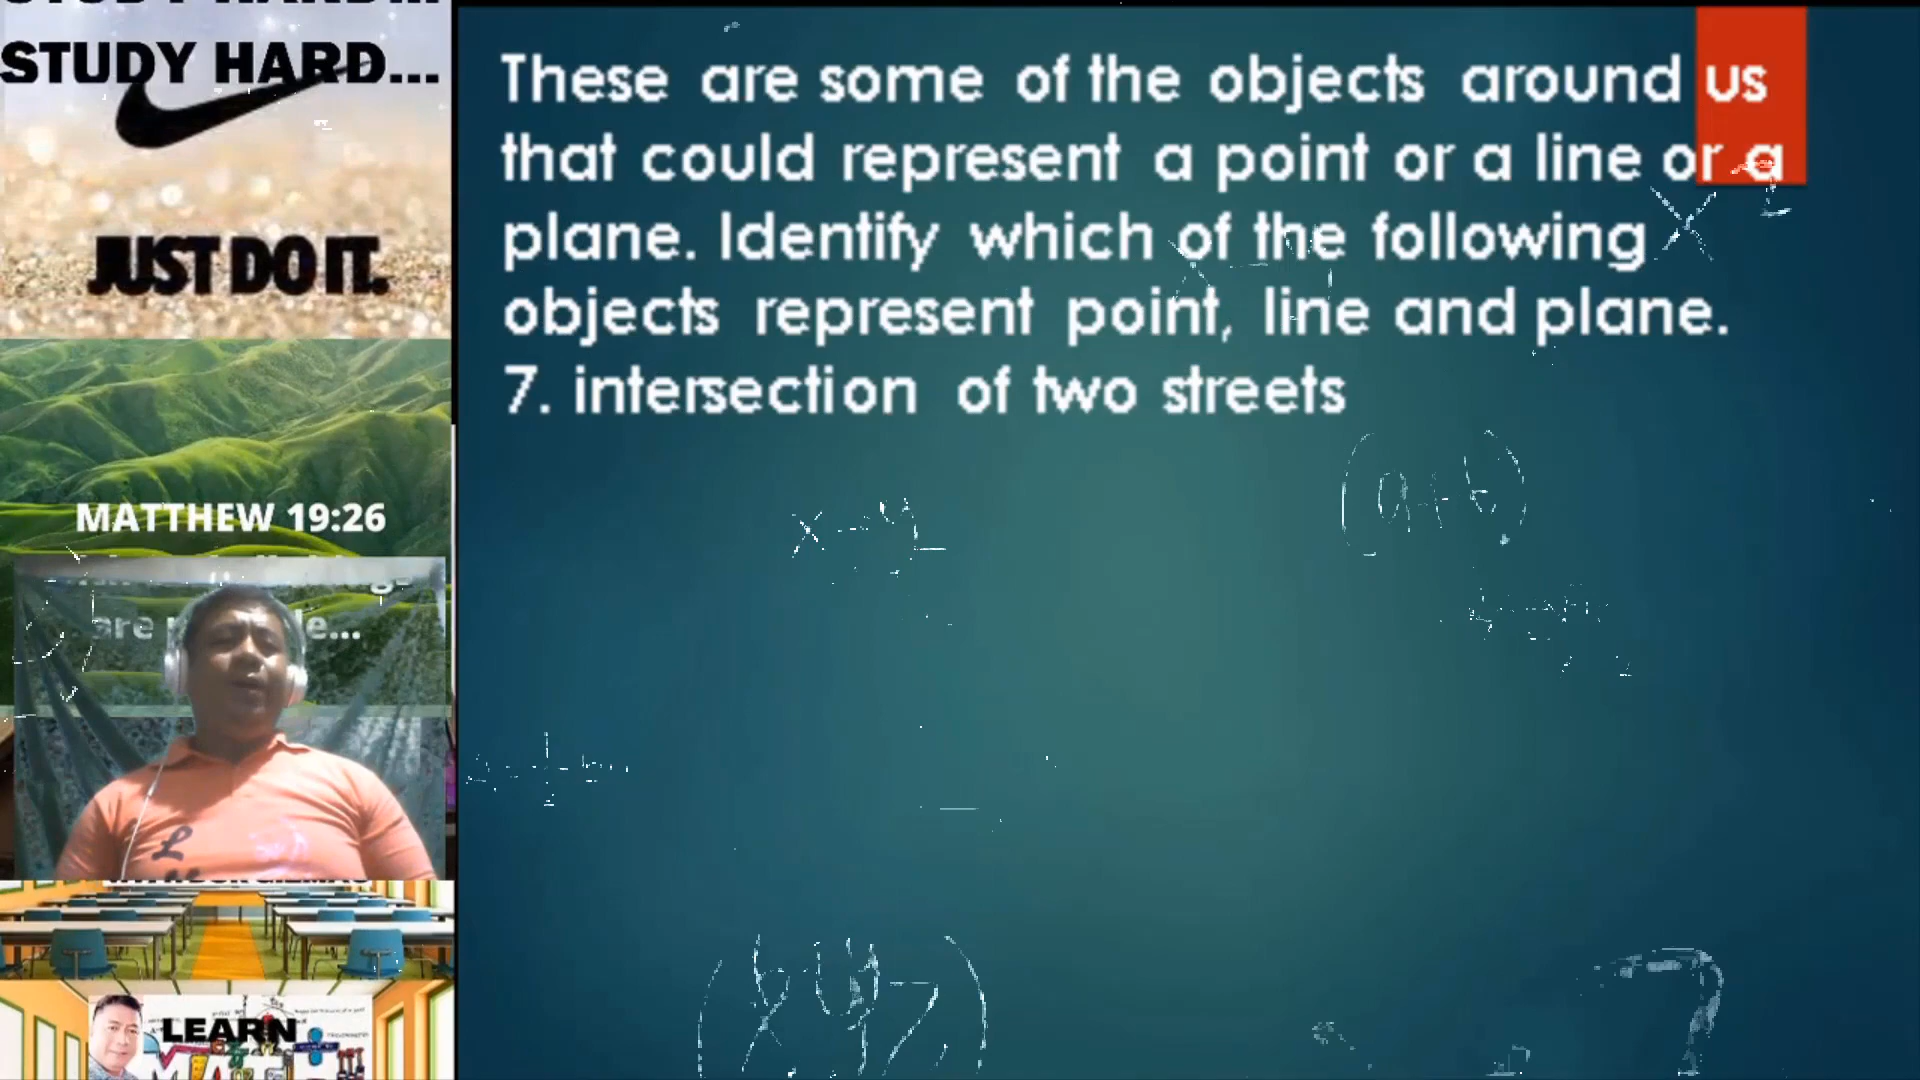 STUDY HARD...
JUST DO IT.
MATTHEW 19:26
are
e...
LEARN
These are some of the objects around us
that could represent a point or a line or a
plane. Identify which of the following
objects represent point, line and plane.
7. intersection of two streets
(a+b)